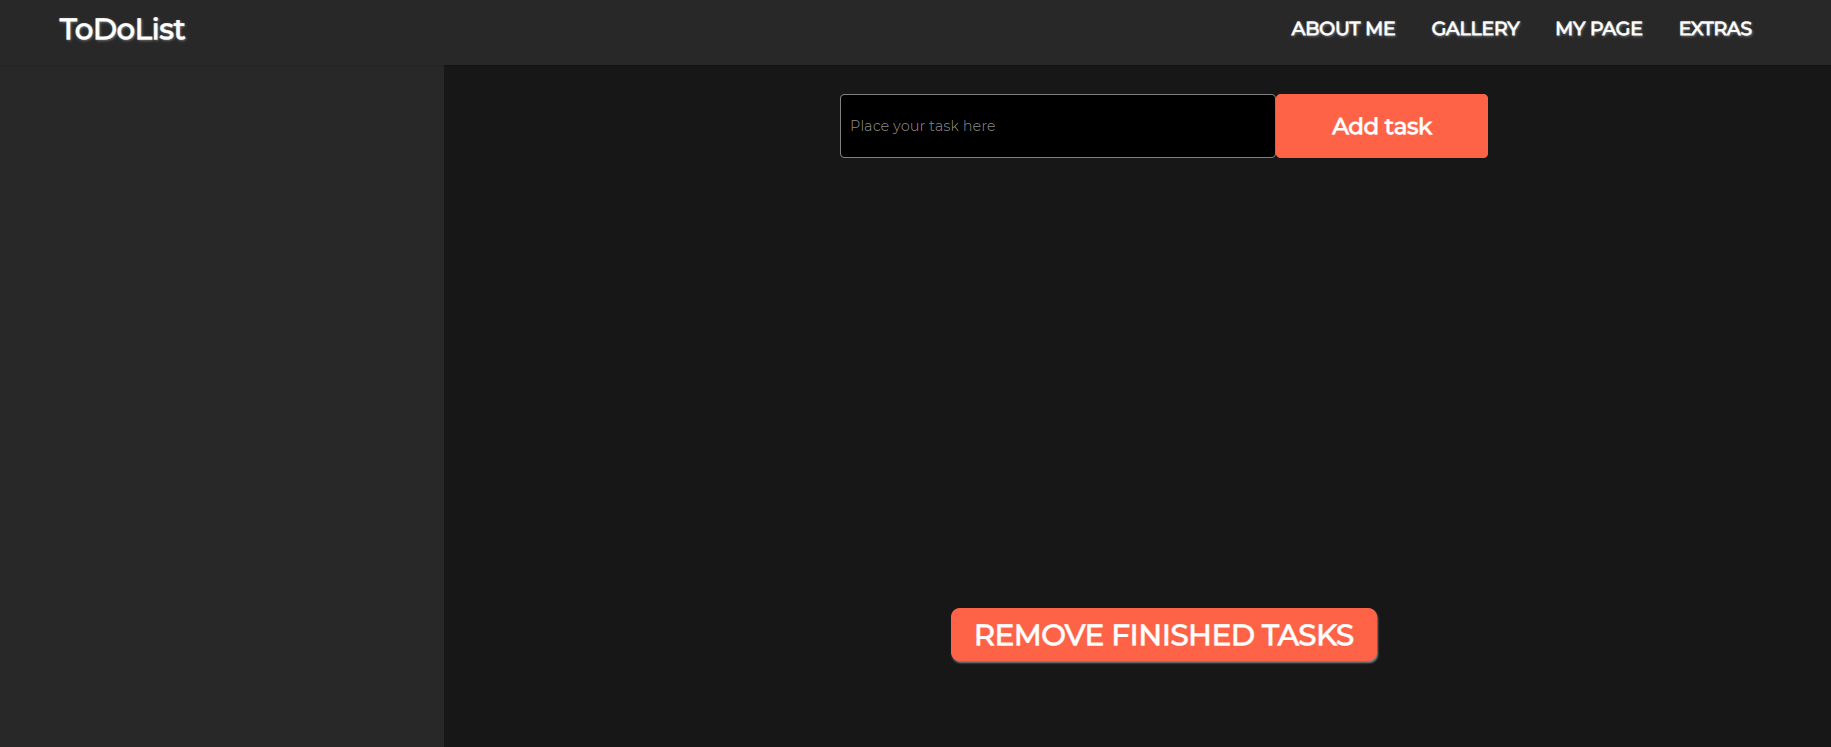 ToDoList
ABOUT ME GALLERY MY PAGE EXTRAS
Place your task here
Add task
REMOVE FINISHED TASKS